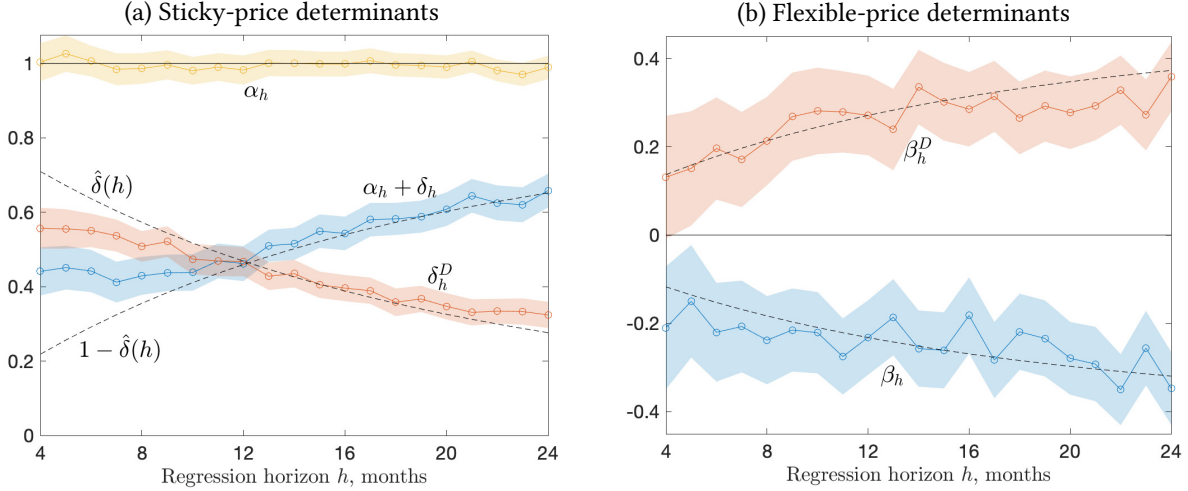 (a) Sticky-price determinants
1
0.8
0.6
0.4
0.2
0
α_h
δ̂(h)
α_h + δ_h
δ_h^D
1 − δ̂(h)
4
8
12
16
20
24
Regression horizon h, months
(b) Flexible-price determinants
0.4
0.2
0
-0.2
-0.4
β_h^D
β_h
4
8
12
16
20
24
Regression horizon h, months